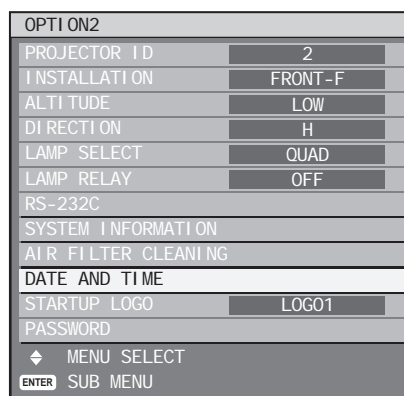 OPTION2
PROJECTOR ID 2
INSTALLATION FRONT-F
ALTITUDE LOW
DIRECTION H
LAMP SELECT QUAD
LAMP RELAY OFF
RS-232C
SYSTEM INFORMATION
AIR FILTER CLEANING
DATE AND TIME
STARTUP LOGO LOGO1
PASSWORD
MENU SELECT
ENTER SUB MENU